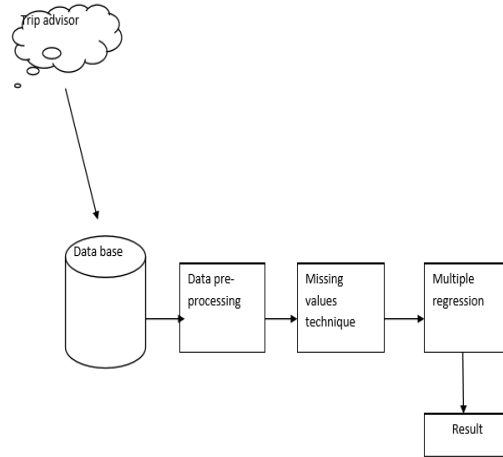 Trip advisor
Data base
Data pre-
processing
Missing
values
technique
Multiple
regression
Result